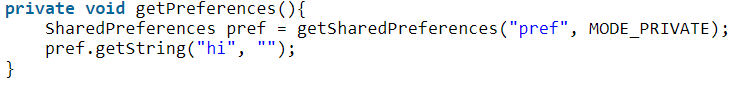 private void getPreferences(){
    SharedPreferences pref = getSharedPreferences("pref", MODE_PRIVATE);
    pref.getString("hi", "");
}